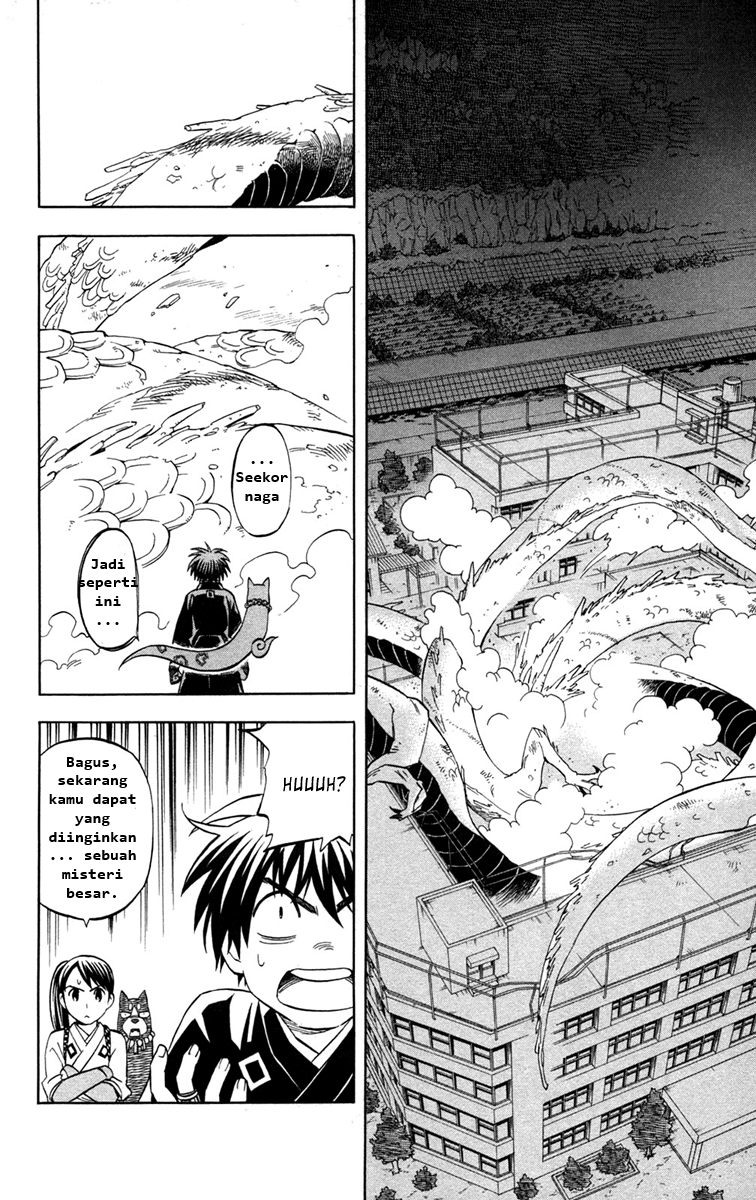 ...
Seekor
naga
Jadi
seperti
ini
...
HUUUH?
Bagus,
sekarang
kamu dapat
yang
diinginkan
... sebuah
misteri
besar.